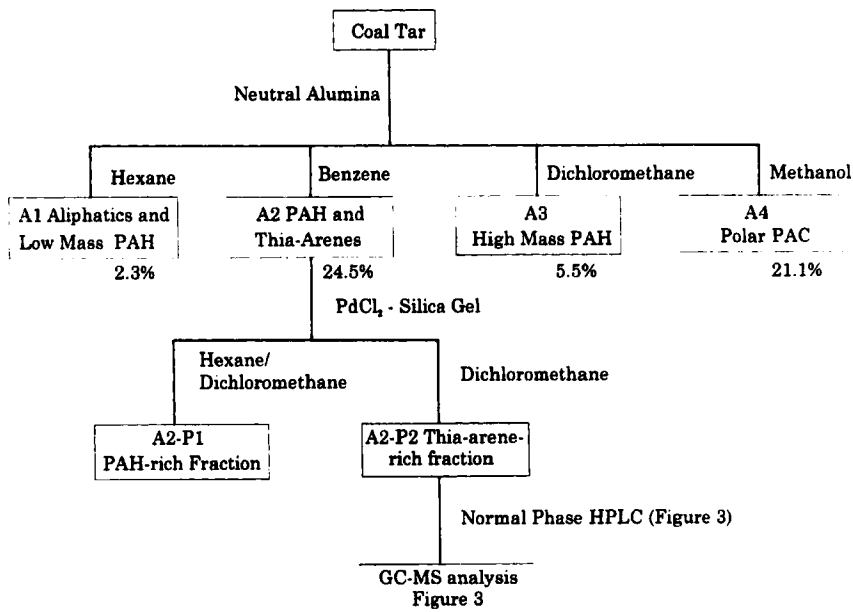 Coal Tar
Neutral Alumina
Hexane
Benzene
Dichloromethane
Methanol
A1 Aliphatics and
Low Mass PAH
A2 PAH and
Thia-Arenes
A3
High Mass PAH
A4
Polar PAC
2.3%
24.5%
5.5%
21.1%
PdCl₂ - Silica Gel
Hexane/
Dichloromethane
Dichloromethane
A2-P1
PAH-rich Fraction
A2-P2 Thia-arene-
rich fraction
Normal Phase HPLC (Figure 3)
GC-MS analysis
Figure 3